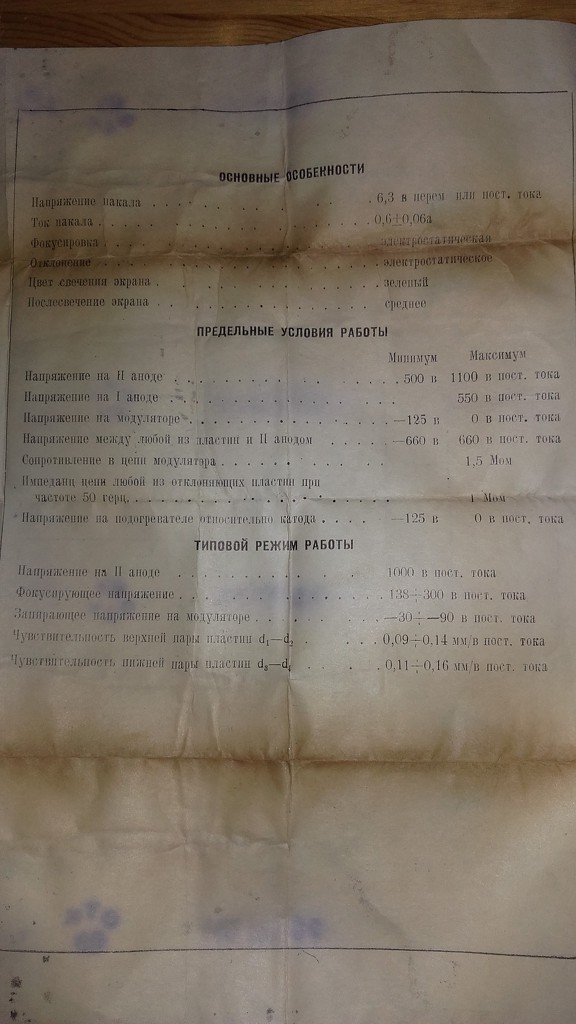 ОСНОВНЫЕ ОСОБЕННОСТИ
Напряжение накала . . . . . . . . . . . . 6,3 в перем или пост. тока
Ток накала . . . . . . . . . . . . . . . 0,6±0,06а
Фокусировка . . . . . . . . . . . . . . электростатическая
Отклонение . . . . . . . . . . . . . . электростатическое
Цвет свечения экрана . . . . . . . . . . . зеленый
Послесвечение экрана . . . . . . . . . . . среднее
ПРЕДЕЛЬНЫЕ УСЛОВИЯ РАБОТЫ
Минимум Максимум
Напряжение на II аноде . . . . . . . . . . 500 в 1100 в пост. тока
Напряжение на I аноде . . . . . . . . . . 550 в пост. тока
Напряжение на модуляторе . . . . . . . . . —125 в 0 в пост. тока
Напряжение между любой из пластин и II анодом . . . . . —660 в 660 в пост. тока
Сопротивление в цепи модулятора . . . . . . . . 1,5 Мом
Импеданц цепи любой из отклоняющих пластин при
частоте 50 герц. . . . . . . . . . . . . . 1 Мом
Напряжение на подогревателе относительно катода . . . . —125 в 0 в пост. тока
ТИПОВОЙ РЕЖИМ РАБОТЫ
Напряжение на II аноде . . . . . . . . . . 1000 в пост. тока
Фокусирующее напряжение . . . . . . . . . . 138÷300 в пост. тока
Запирающее напряжение на модуляторе . . . . . . —30÷—90 в пост. тока
Чувствительность верхней пары пластин d₁—d₂ . . . . 0,09÷0,14 мм/в пост. тока
Чувствительность нижней пары пластин d₃—d₄ . . . . 0,11÷0,16 мм/в пост. тока
ОТК